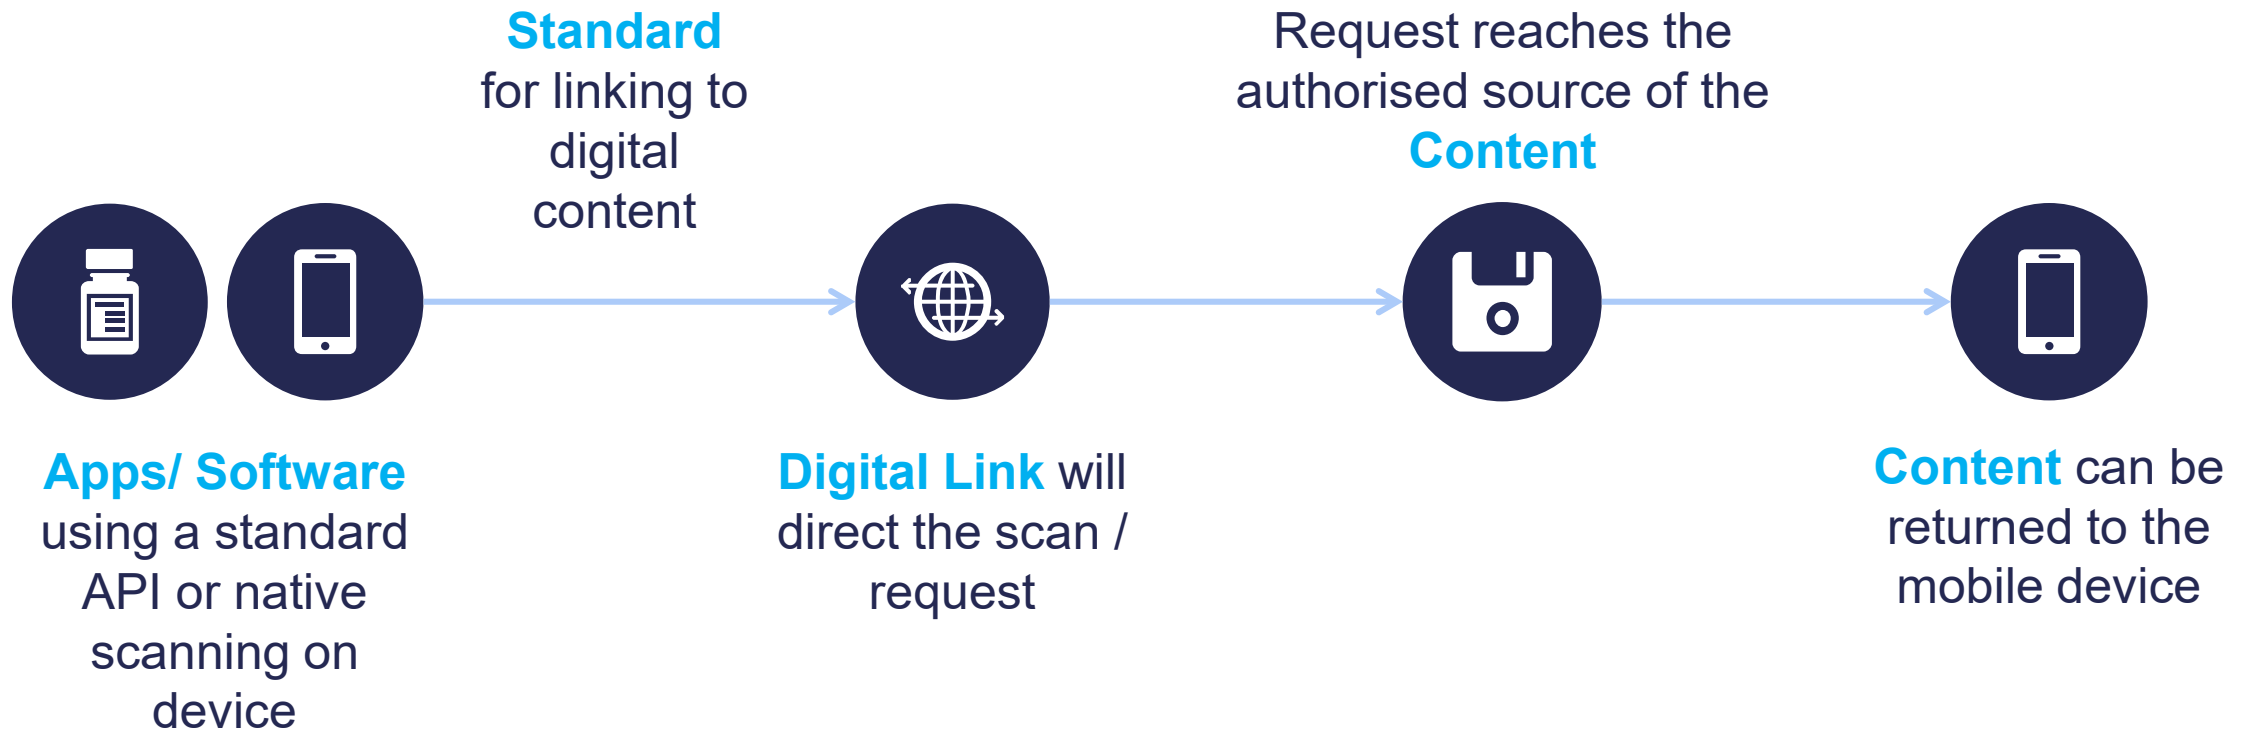 Standard
for linking to
digital
content
Request reaches the
authorised source of the
Content
Apps/ Software
using a standard
API or native
scanning on
device
Digital Link will
direct the scan /
request
Content can be
returned to the
mobile device